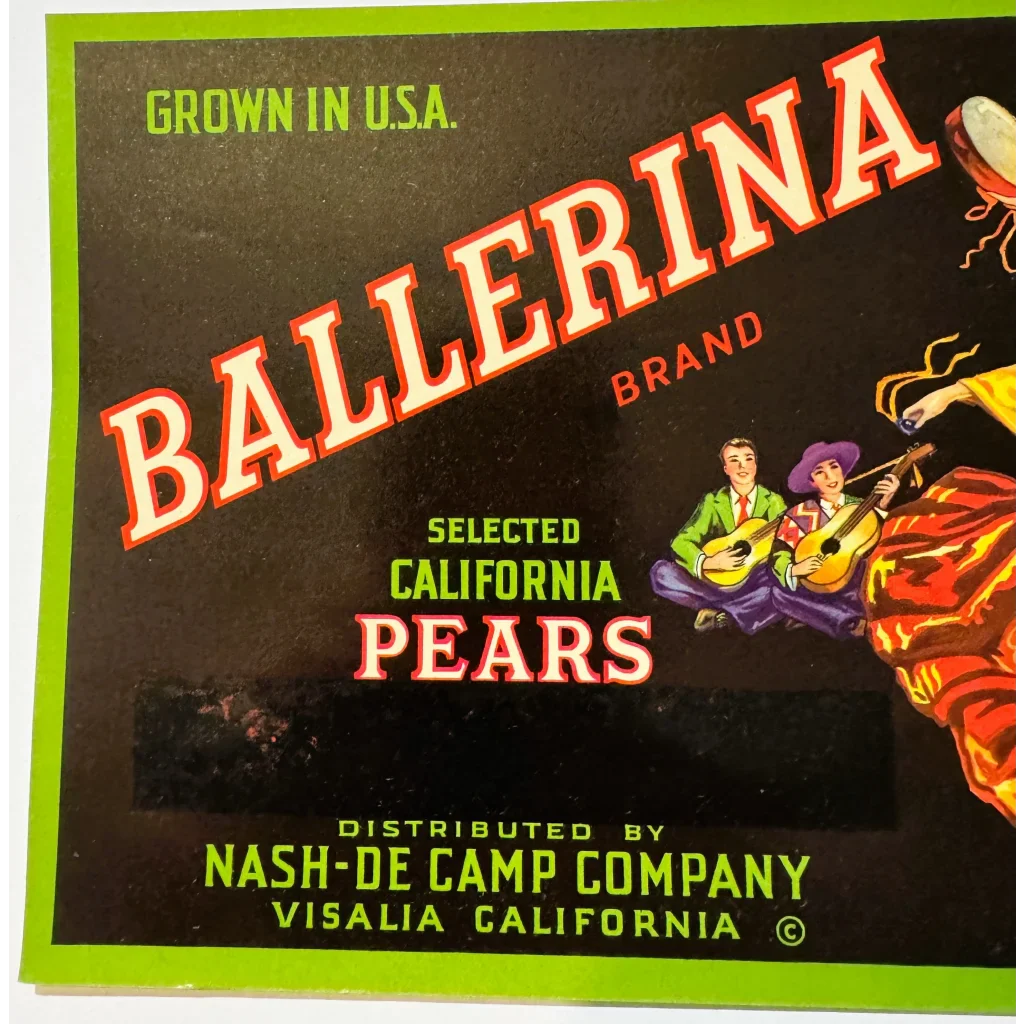 GROWN IN U.S.A.
BALLERINA
BRAND
SELECTED
CALIFORNIA
PEARS
DISTRIBUTED BY
NASH-DE CAMP COMPANY
VISALIA CALIFORNIA ©